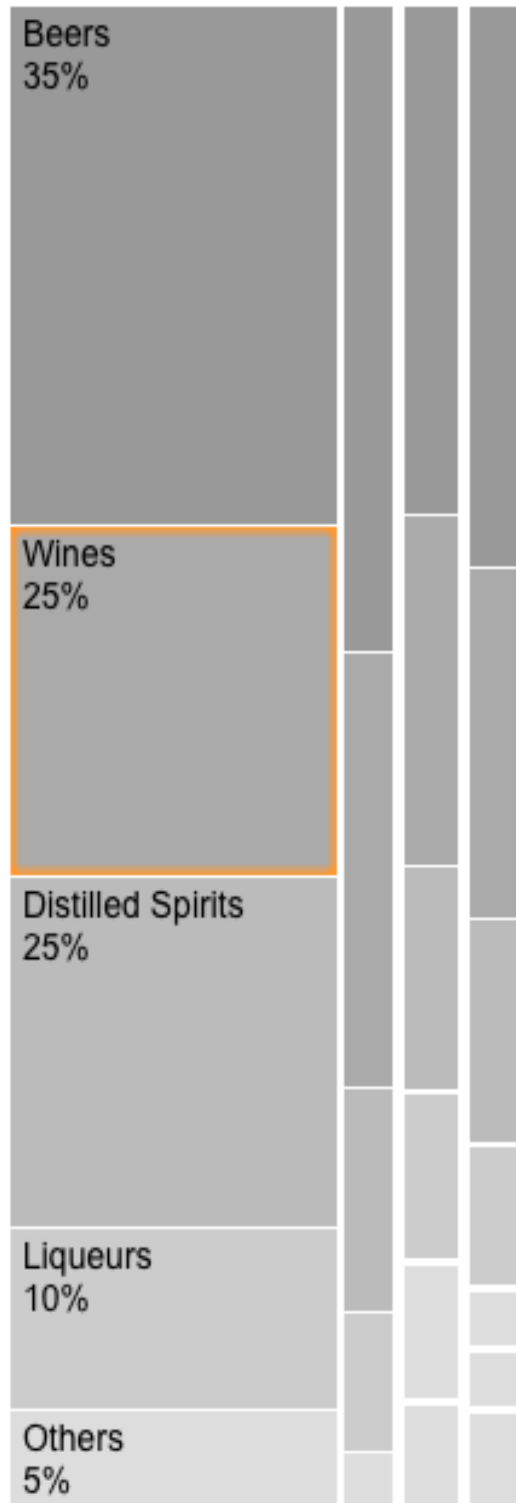 Beers
35%
Wines
25%
Distilled Spirits
25%
Liqueurs
10%
Others
5%